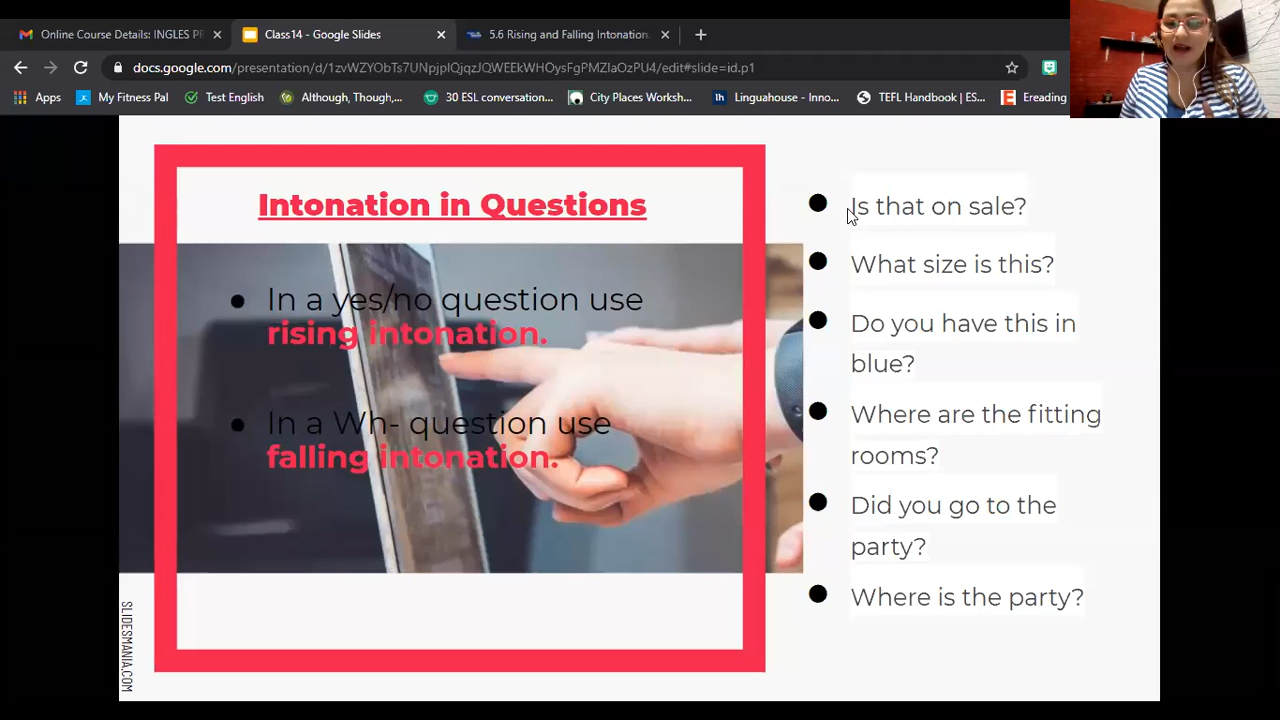 Online Course Details: INGLES PR
Class14 - Google Slides
5.6 Rising and Falling Intonation.
docs.google.com/presentation/d/1zvWZYObTs7UNpjpIQjqzJQWEEkWHOysFgPMZlaOzPU4/edit#slide=id.p1
Apps
My Fitness Pal
Test English
Although, Though,...
30 ESL conversation...
City Places Worksh...
Linguahouse - Inno...
TEFL Handbook | ES...
Ereading
Intonation in Questions
In a yes/no question use
rising intonation.
In a Wh- question use
falling intonation.
Is that on sale?
What size is this?
Do you have this in
blue?
Where are the fitting
rooms?
Did you go to the
party?
Where is the party?
SLIDESMANIA.COM